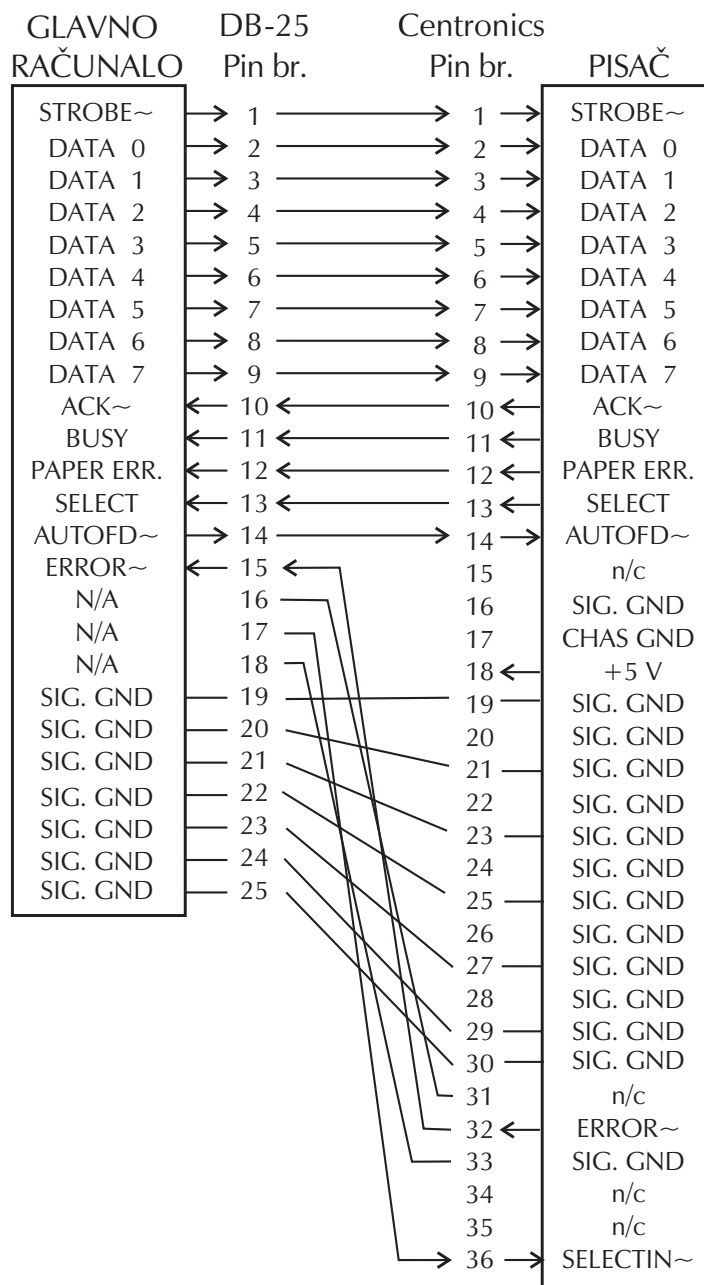 GLAVNO DB-25 Centronics
RAČUNALO Pin br. Pin br. PISAČ
STROBE~ 1 1 STROBE~
DATA 0 2 2 DATA 0
DATA 1 3 3 DATA 1
DATA 2 4 4 DATA 2
DATA 3 5 5 DATA 3
DATA 4 6 6 DATA 4
DATA 5 7 7 DATA 5
DATA 6 8 8 DATA 6
DATA 7 9 9 DATA 7
ACK~ 10 10 ACK~
BUSY 11 11 BUSY
PAPER ERR. 12 12 PAPER ERR.
SELECT 13 13 SELECT
AUTOFD~ 14 14 AUTOFD~
ERROR~ 15 15 n/c
N/A 16 16 SIG. GND
N/A 17 17 CHAS GND
N/A 18 18 +5 V
SIG. GND 19 19 SIG. GND
SIG. GND 20 20 SIG. GND
SIG. GND 21 21 SIG. GND
SIG. GND 22 22 SIG. GND
SIG. GND 23 23 SIG. GND
SIG. GND 24 24 SIG. GND
SIG. GND 25 25 SIG. GND
26 SIG. GND
27 SIG. GND
28 SIG. GND
29 SIG. GND
30 SIG. GND
31 n/c
32 ERROR~
33 SIG. GND
34 n/c
35 n/c
36 SELECTIN~